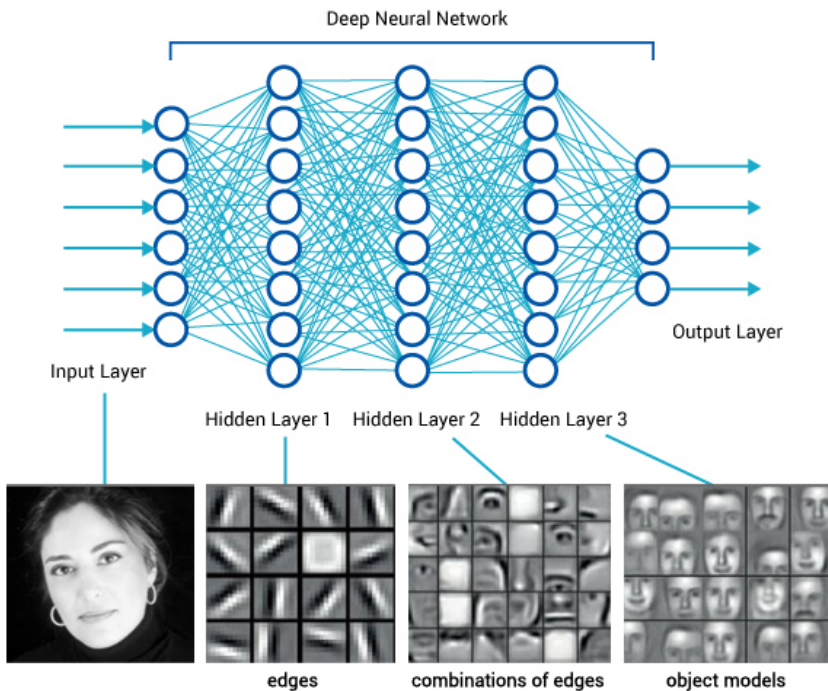 Deep Neural Network
Input Layer
Output Layer
Hidden Layer 1
Hidden Layer 2
Hidden Layer 3
edges
combinations of edges
object models